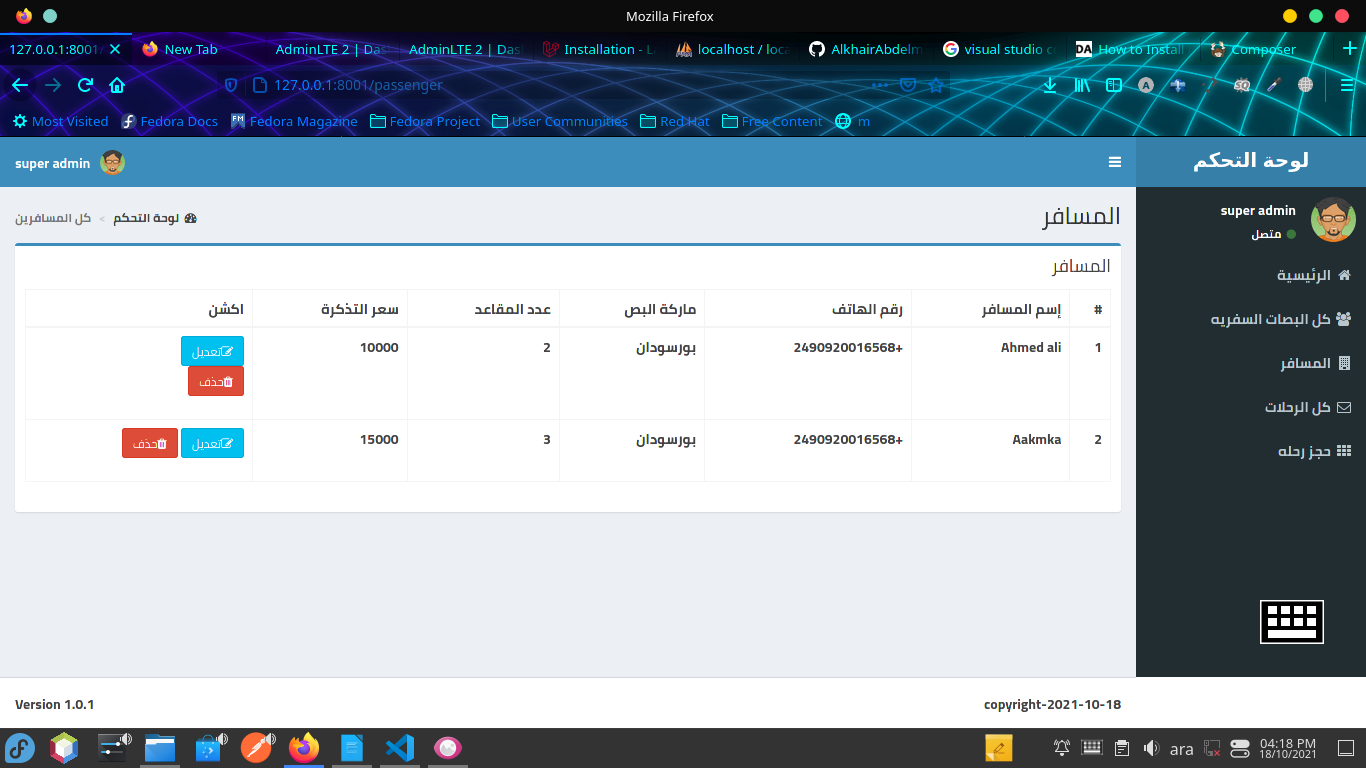 Mozilla Firefox
127.0.0.1:8001/
New Tab
AdminLTE 2 | Das
AdminLTE 2 | Das
Installation - L
localhost / loca
AlkhairAbdelm
visual studio co
How to Install
Composer
127.0.0.1:8001/passenger
Most Visited
Fedora Docs
Fedora Magazine
Fedora Project
User Communities
Red Hat
Free Content
m
لوحة التحكم
super admin
super admin
متصل
الرئيسية
كل البصات السفريه
المسافر
كل الرحلات
حجز رحله
المسافر
لوحة التحكم > كل المسافرين
المسافر
# إسم المسافر رقم الهاتف ماركة البص عدد المقاعد سعر التذكرة اكشن
1 Ahmed ali 2490920016568+ بورسودان 2 10000 تعديل
حذف
2 Aakmka 2490920016568+ بورسودان 3 15000 تعديل حذف
copyright-2021-10-18
Version 1.0.1
ara
04:18 PM
18/10/2021